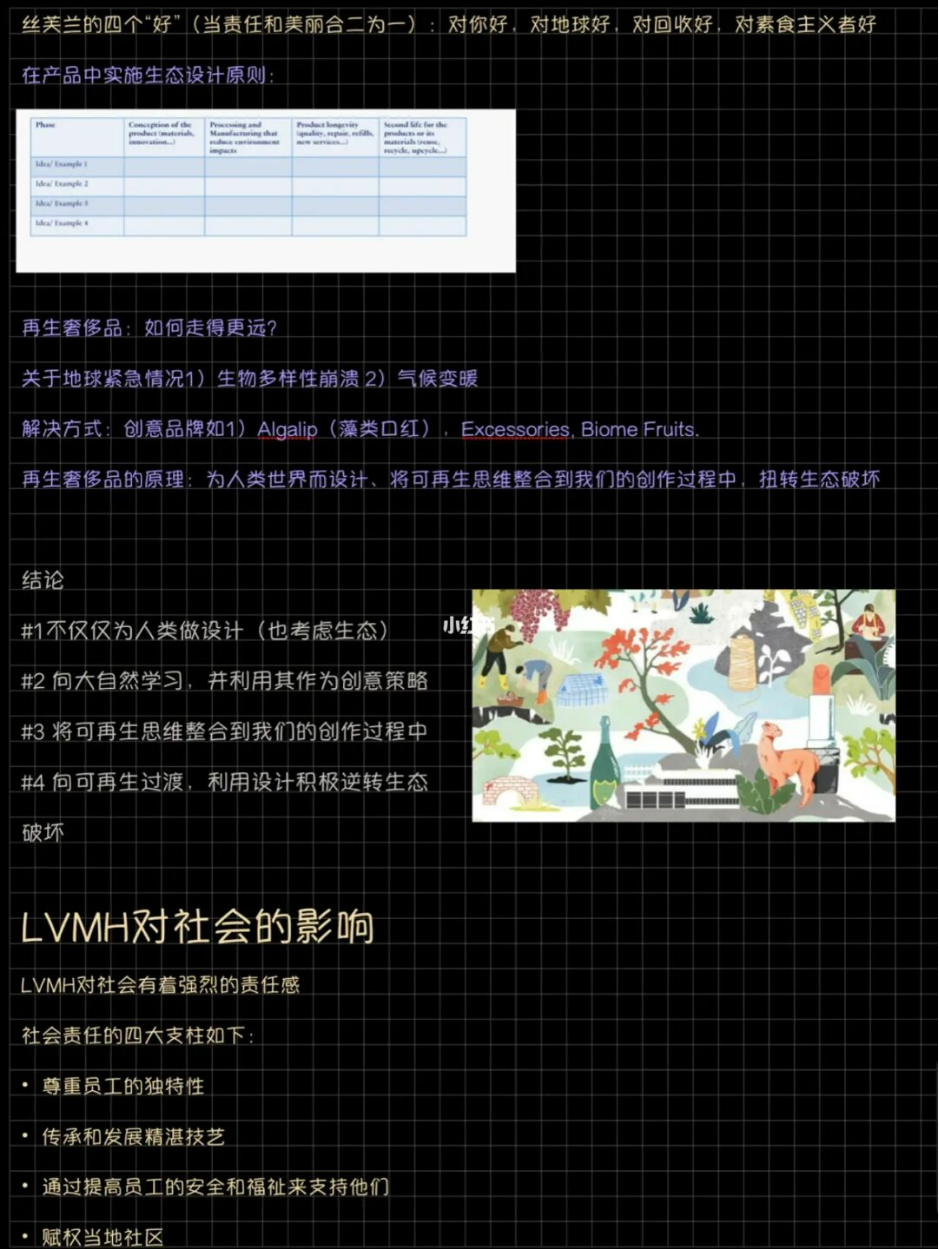 丝芙兰的四个“好”（当责任和美丽合二为一）：对你好，对地球好，对回收好，对素食主义者好
在产品中实施生态设计原则：
Phase
Conception of the product (materials, innovation...)
Processing and Manufacturing that reduce environment impacts
Product longevity (quality, repair, refills, new services...)
Second life for the products or its materials (reuse, recycle, upcycle...)
Idea/ Example 1
Idea/ Example 2
Idea/ Example 3
Idea/ Example 4
再生奢侈品：如何走得更远？
关于地球紧急情况1）生物多样性崩溃 2）气候变暖
解决方式：创意品牌如1）Algalip（藻类口红），Excessories, Biome Fruits.
再生奢侈品的原理：为人类世界而设计、将可再生思维整合到我们的创作过程中，扭转生态破坏
结论
#1不仅仅为人类做设计（也考虑生态）
小红书
#2 向大自然学习，并利用其作为创意策略
#3 将可再生思维整合到我们的创作过程中
#4 向可再生过渡，利用设计积极逆转生态
破坏
LVMH对社会的影响
LVMH对社会有着强烈的责任感
社会责任的四大支柱如下：
• 尊重员工的独特性
• 传承和发展精湛技艺
• 通过提高员工的安全和福祉来支持他们
• 赋权当地社区